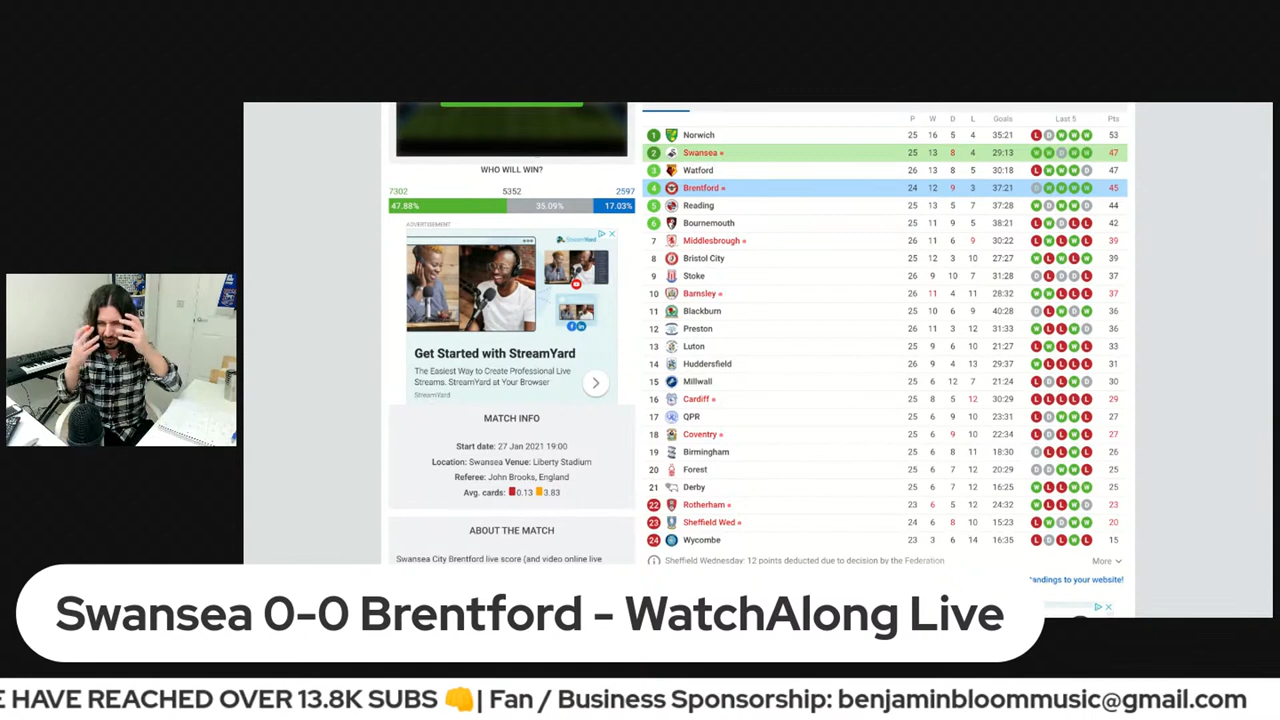 WHO WILL WIN?
7302 5352 2597
47.88% 35.09% 17.03%
ADVERTISEMENT
StreamYard
Get Started with StreamYard
The Easiest Way to Create Professional Live
Streams. StreamYard at Your Browser
StreamYard
MATCH INFO
Start date: 27 Jan 2021 19:00
Location: Swansea Venue: Liberty Stadium
Referee: John Brooks, England
Avg. cards: 0.13 3.83
ABOUT THE MATCH
Swansea City Brentford live score (and video online live
P W D L Goals Last 5 Pts
1 Norwich 25 16 5 4 35:21 L D W W W 53
2 Swansea 25 13 8 4 29:13 W W D W W 47
3 Watford 26 13 8 5 30:18 L W W W D 47
4 Brentford 24 12 9 3 37:21 D W W W W 45
5 Reading 25 13 5 7 37:28 W D W W D 44
6 Bournemouth 25 11 9 5 38:21 W W D L L 42
7 Middlesbrough 26 11 6 9 30:22 L W L W L 39
8 Bristol City 25 12 3 10 27:27 W L W L W 39
9 Stoke 26 9 10 7 31:28 D L D D L 37
10 Barnsley 26 11 4 11 28:32 W W L L L 37
11 Blackburn 25 10 6 9 40:28 D L W D W 36
12 Preston 26 11 3 12 31:33 W L L W D 36
13 Luton 25 9 6 10 21:27 L W L W L 33
14 Huddersfield 26 9 4 13 29:37 W L L L L 31
15 Millwall 25 6 12 7 21:24 L D L W D 30
16 Cardiff 25 8 5 12 30:29 L L L L L 29
17 QPR 25 6 9 10 23:31 L D W W L 27
18 Coventry 25 6 9 10 22:34 L D L W L 27
19 Birmingham 25 6 8 11 18:30 D L L W L 26
20 Forest 25 6 7 12 20:29 D D W W L 25
21 Derby 25 6 7 12 16:25 W L L W W 25
22 Rotherham 23 6 5 12 24:32 W L L W D 23
23 Sheffield Wed 24 6 8 10 15:23 L W D W W 20
24 Wycombe 23 3 6 14 16:35 L D L W L 15
Sheffield Wednesday: 12 points deducted due to decision by the Federation More
andings to your website!
Swansea 0-0 Brentford - WatchAlong Live
E HAVE REACHED OVER 13.8K SUBS 👊| Fan / Business Sponsorship: benjaminbloommusic@gmail.com